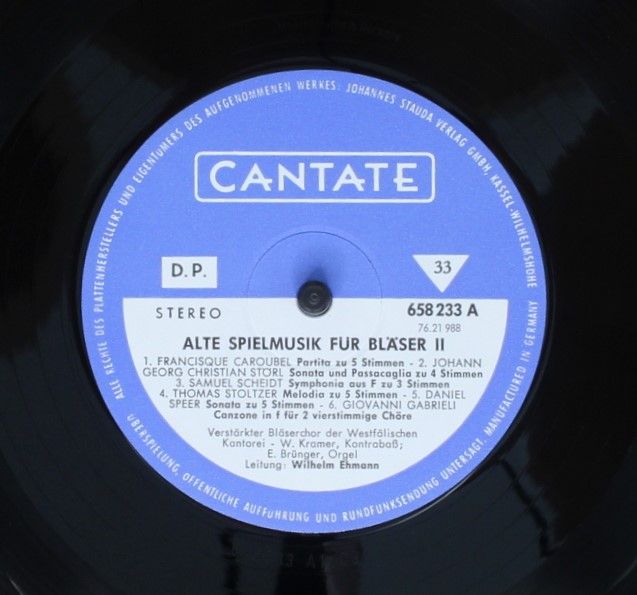 ALLE RECHTE DES PLATTENHERSTELLERS UND EIGENTÜMERS DES AUFGENOMMENEN WERKES: JOHANNES STAUDA VERLAG GMBH, KASSEL-WILHELMSHÖHE
CANTATE
D. P.
33
STEREO
658 233 A
76.21 988
ALTE SPIELMUSIK FÜR BLÄSER II
1. FRANCISQUE CAROUBEL Partita zu 5 Stimmen - 2. JOHANN
GEORG CHRISTIAN STÖRL Sonata und Passacaglia zu 4 Stimmen
3. SAMUEL SCHEIDT Symphonia aus F zu 3 Stimmen
4. THOMAS STOLTZER Melodia zu 5 Stimmen - 5. DANIEL
SPEER Sonata zu 5 Stimmen - 6. GIOVANNI GABRIELI
Canzone in f für 2 vierstimmige Chöre
Verstärkter Bläserchor der Westfälischen
Kantorei - W. Kramer, Kontrabaß;
E. Brünger, Orgel
Leitung: Wilhelm Ehmann
ÜBERSPIELUNG, ÖFFENTLICHE AUFFÜHRUNG UND RUNDFUNKSENDUNG UNTERSAGT. MANUFACTURED IN GERMANY